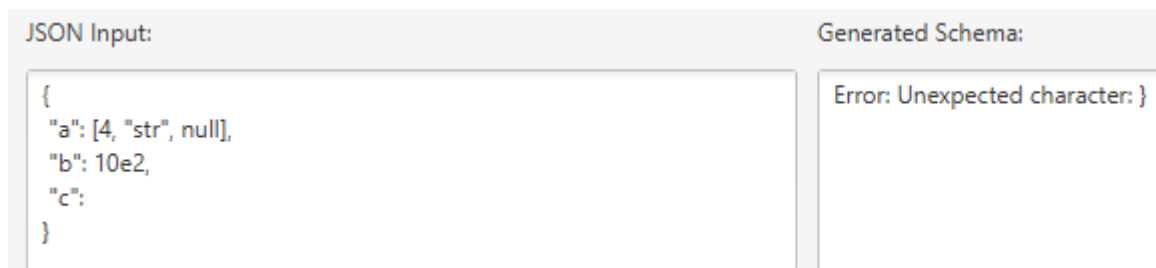 JSON Input:
{
"a": [4, "str", null],
"b": 10e2,
"c":
}
Generated Schema:
Error: Unexpected character: }